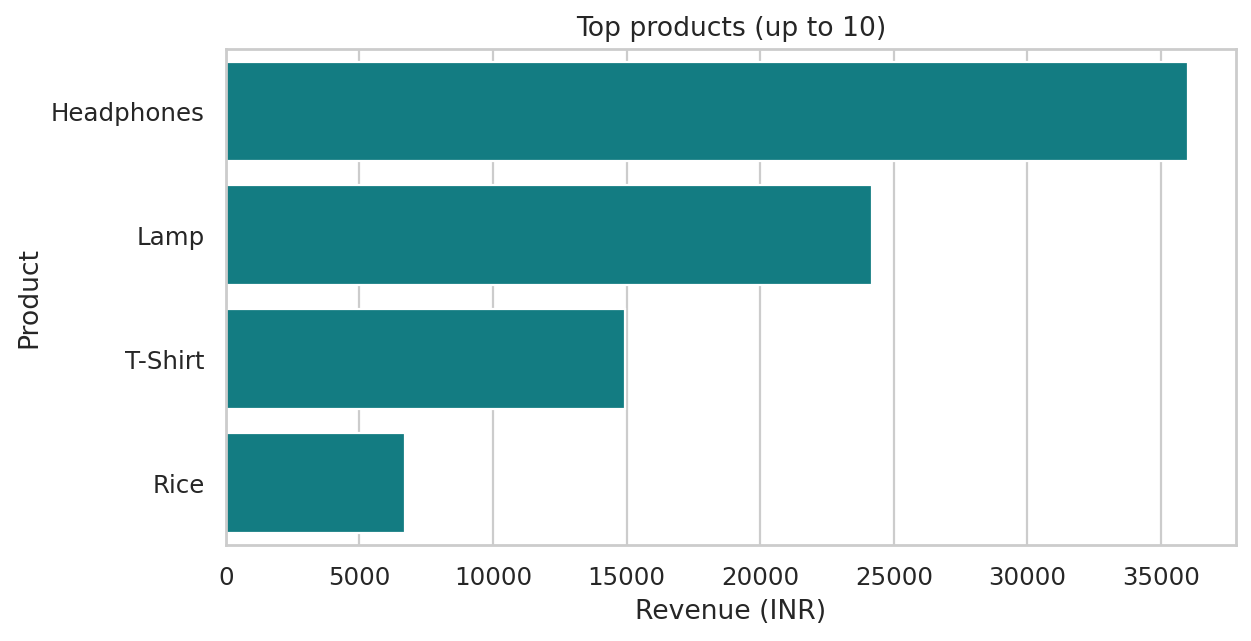 Top products (up to 10)
Headphones
Lamp
T-Shirt
Rice
Product
0 5000 10000 15000 20000 25000 30000 35000
Revenue (INR)